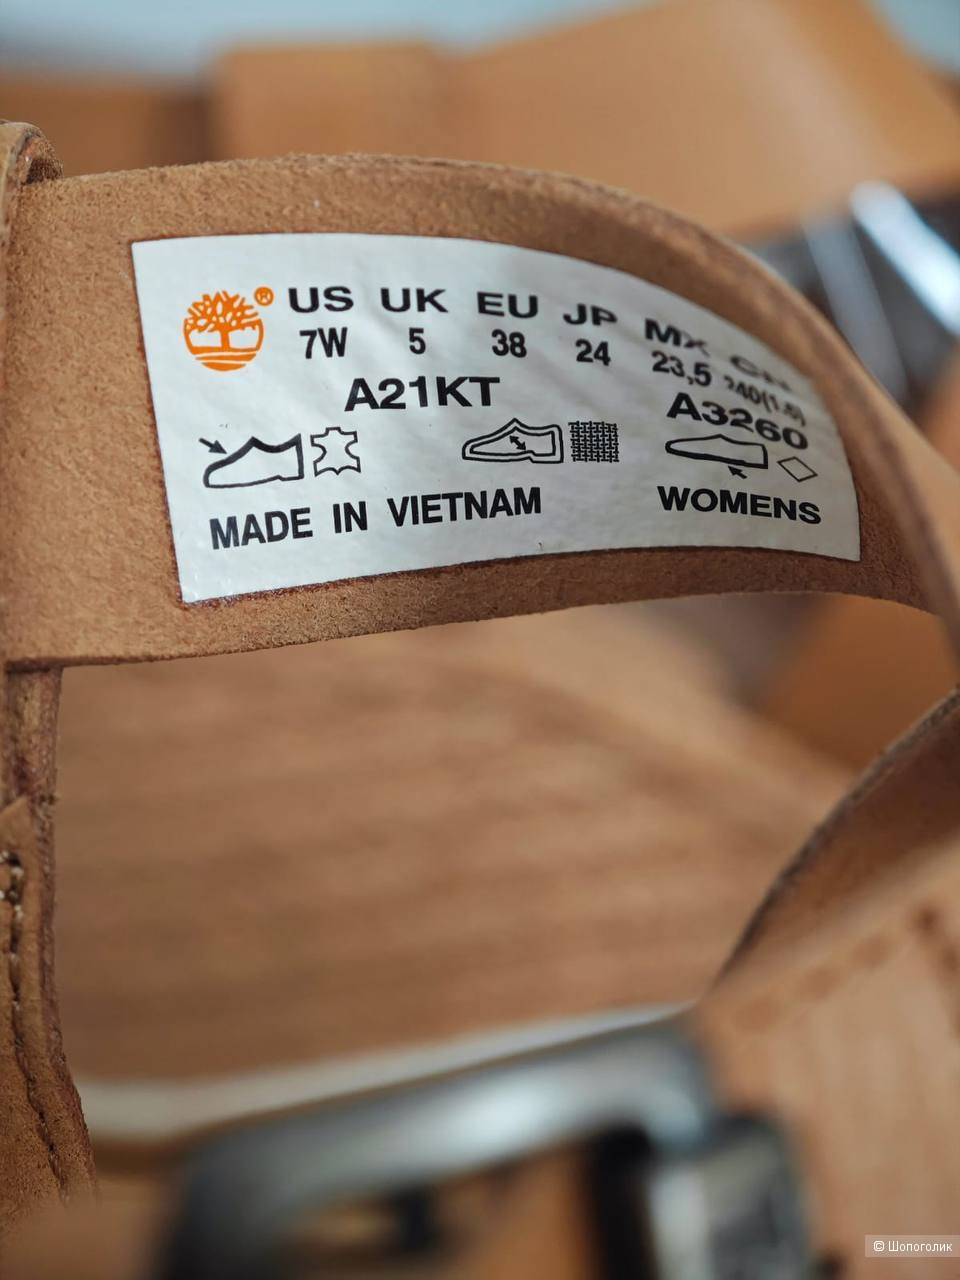 ® US UK EU JP MX CN
7W 5 38 24 23,5 240(1.5)
A21KT A3260
MADE IN VIETNAM WOMENS
© Шопоголик